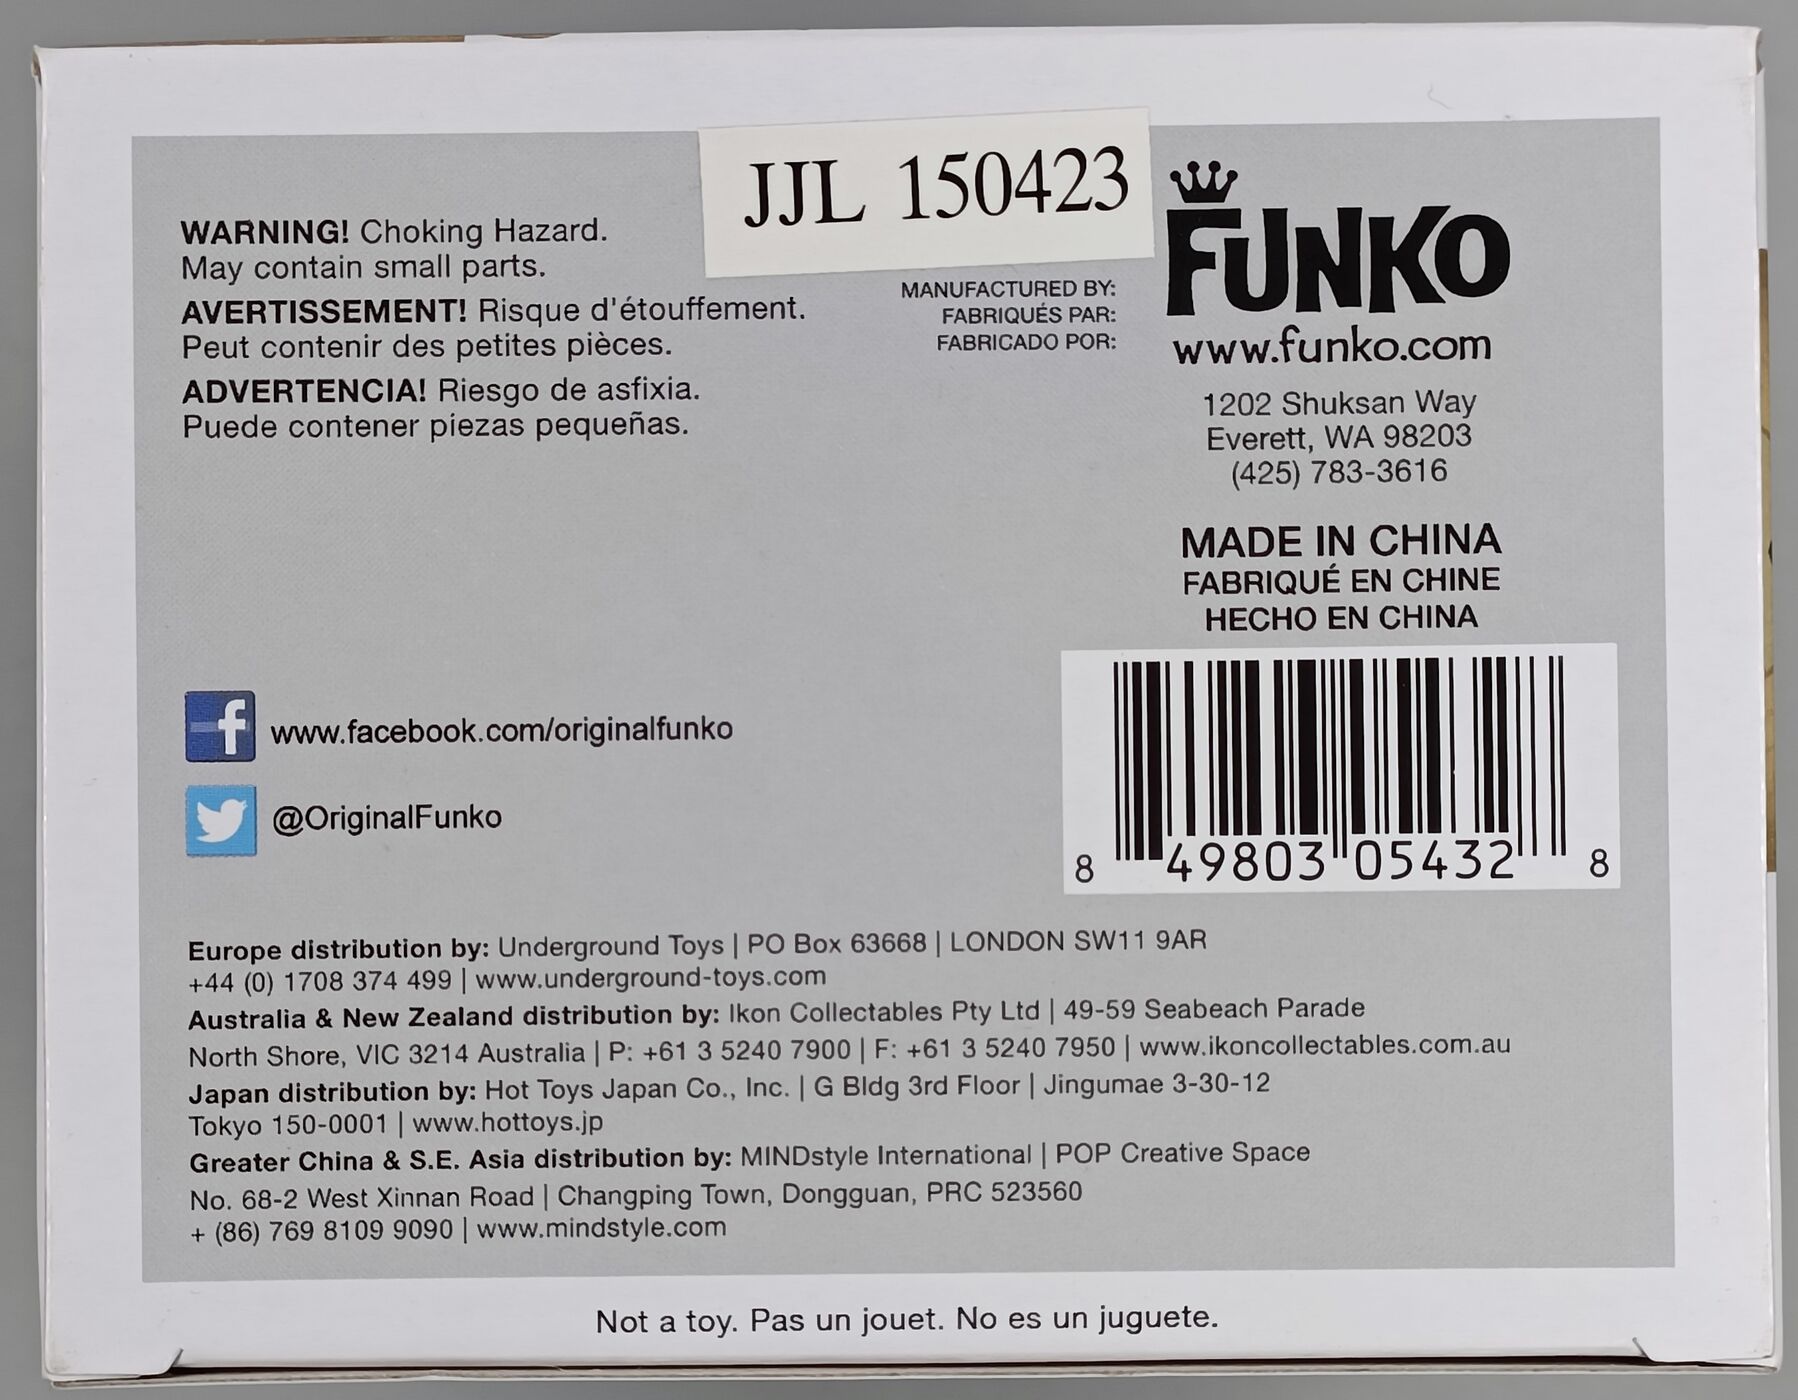 JJL 150423
WARNING! Choking Hazard.
May contain small parts.
AVERTISSEMENT! Risque d'étouffement.
Peut contenir des petites pièces.
ADVERTENCIA! Riesgo de asfixia.
Puede contener piezas pequeñas.
MANUFACTURED BY:
FABRIQUÉS PAR:
FABRICADO POR:
FUNKO
www.funko.com
1202 Shuksan Way
Everett, WA 98203
(425) 783-3616
MADE IN CHINA
FABRIQUÉ EN CHINE
HECHO EN CHINA
8 49803 05432 8
www.facebook.com/originalfunko
@OriginalFunko
Europe distribution by: Underground Toys | PO Box 63668 | LONDON SW11 9AR
+44 (0) 1708 374 499 | www.underground-toys.com
Australia & New Zealand distribution by: Ikon Collectables Pty Ltd | 49-59 Seabeach Parade
North Shore, VIC 3214 Australia | P: +61 3 5240 7900 | F: +61 3 5240 7950 | www.ikoncollectables.com.au
Japan distribution by: Hot Toys Japan Co., Inc. | G Bldg 3rd Floor | Jingumae 3-30-12
Tokyo 150-0001 | www.hottoys.jp
Greater China & S.E. Asia distribution by: MINDstyle International | POP Creative Space
No. 68-2 West Xinnan Road | Changping Town, Dongguan, PRC 523560
+ (86) 769 8109 9090 | www.mindstyle.com
Not a toy. Pas un jouet. No es un juguete.